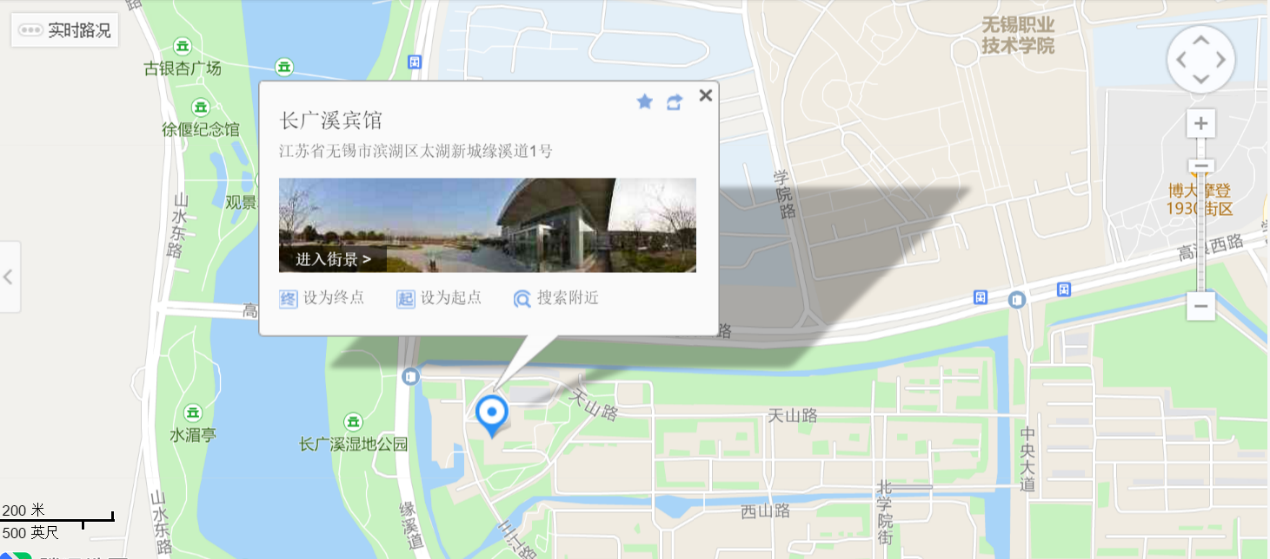 实时路况
古银杏广场
徐偃纪念馆
观景
山水东路
无锡职业
技术学院
学院路
博大摩登
1930街区
高浪西路
长广溪宾馆
江苏省无锡市滨湖区太湖新城缘溪道1号
进入街景 >
终 设为终点
起 设为起点
搜索附近
高
路
天山路
天山路
水湄亭
长广溪湿地公园
中央大道
北学院街
西山路
缘溪道
山水东路
200 米
500 英尺